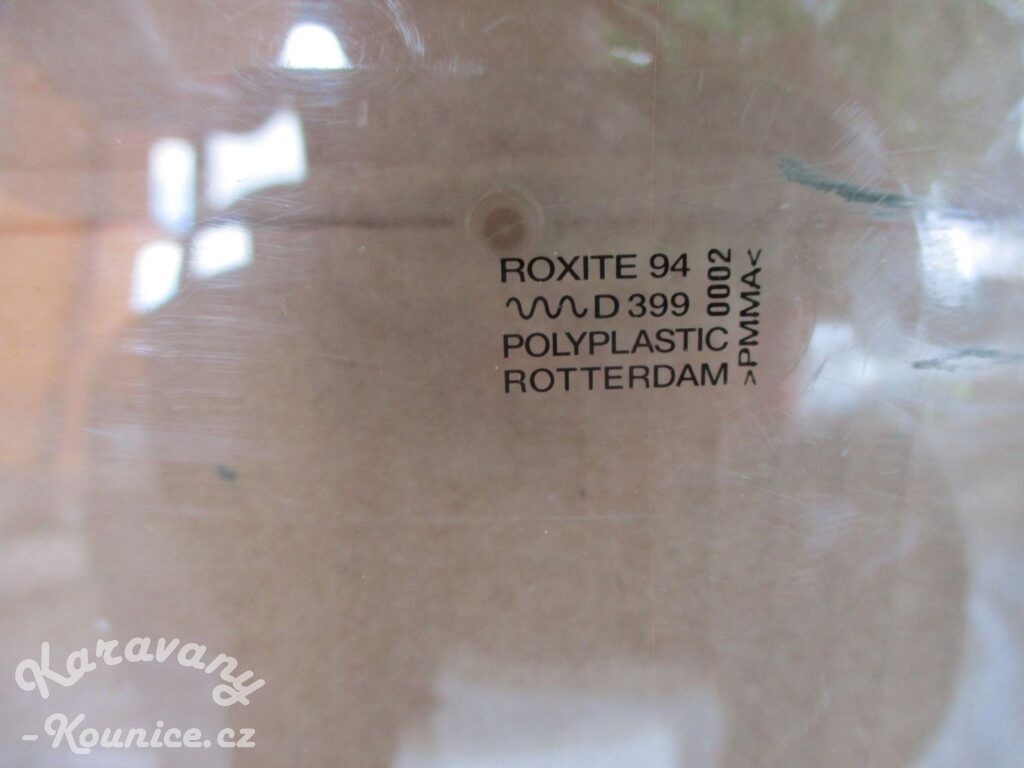 ROXITE 94
D 399
POLYPLASTIC
ROTTERDAM
0002
>PMMA<
Karavany
-Kounice.cz